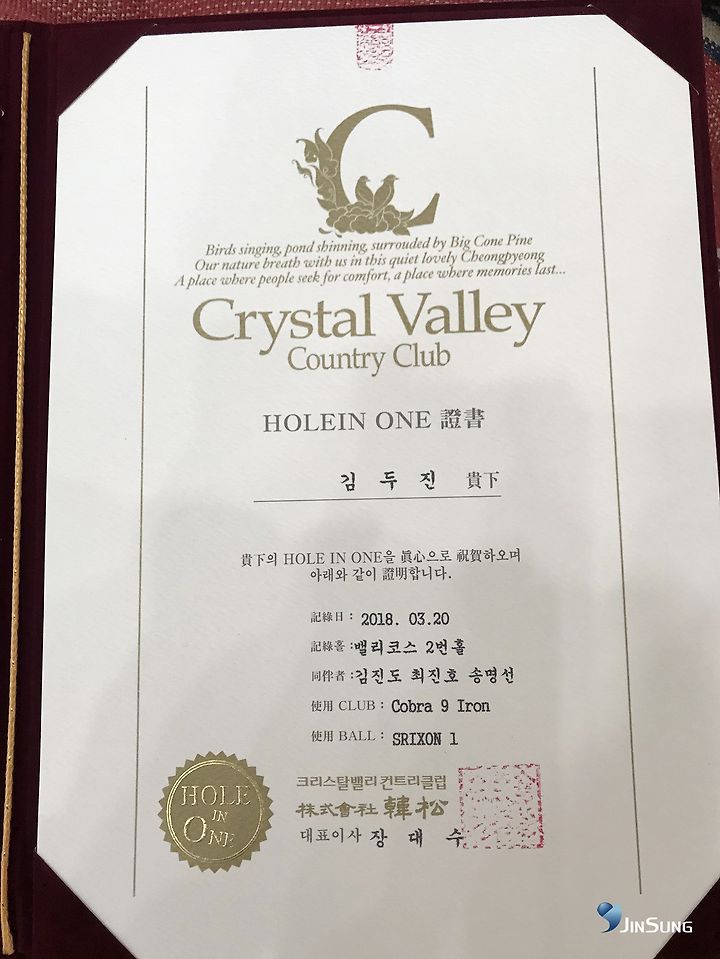 C
Birds singing, pond shinning, surrouded by Big Cone Pine
Our nature breath with us in this quiet lovely Cheongpyeong
A place where people seek for comfort, a place where memories last...
Crystal Valley
Country Club
HOLEIN ONE 證書
김 두 진 貴下
貴下의 HOLE IN ONE을 眞心으로 祝賀하오며
아래와 같이 證明합니다.
記錄日 : 2018. 03.20
記錄홀 : 밸리코스 2번홀
同伴者 : 김진도 최진호 송명선
使用 CLUB : Cobra 9 Iron
使用 BALL : SRIXON 1
HOLE
IN
ONE
크리스탈밸리 컨트리클럽
株式會社 韓松
대표이사 장 대 수
JINSUNG